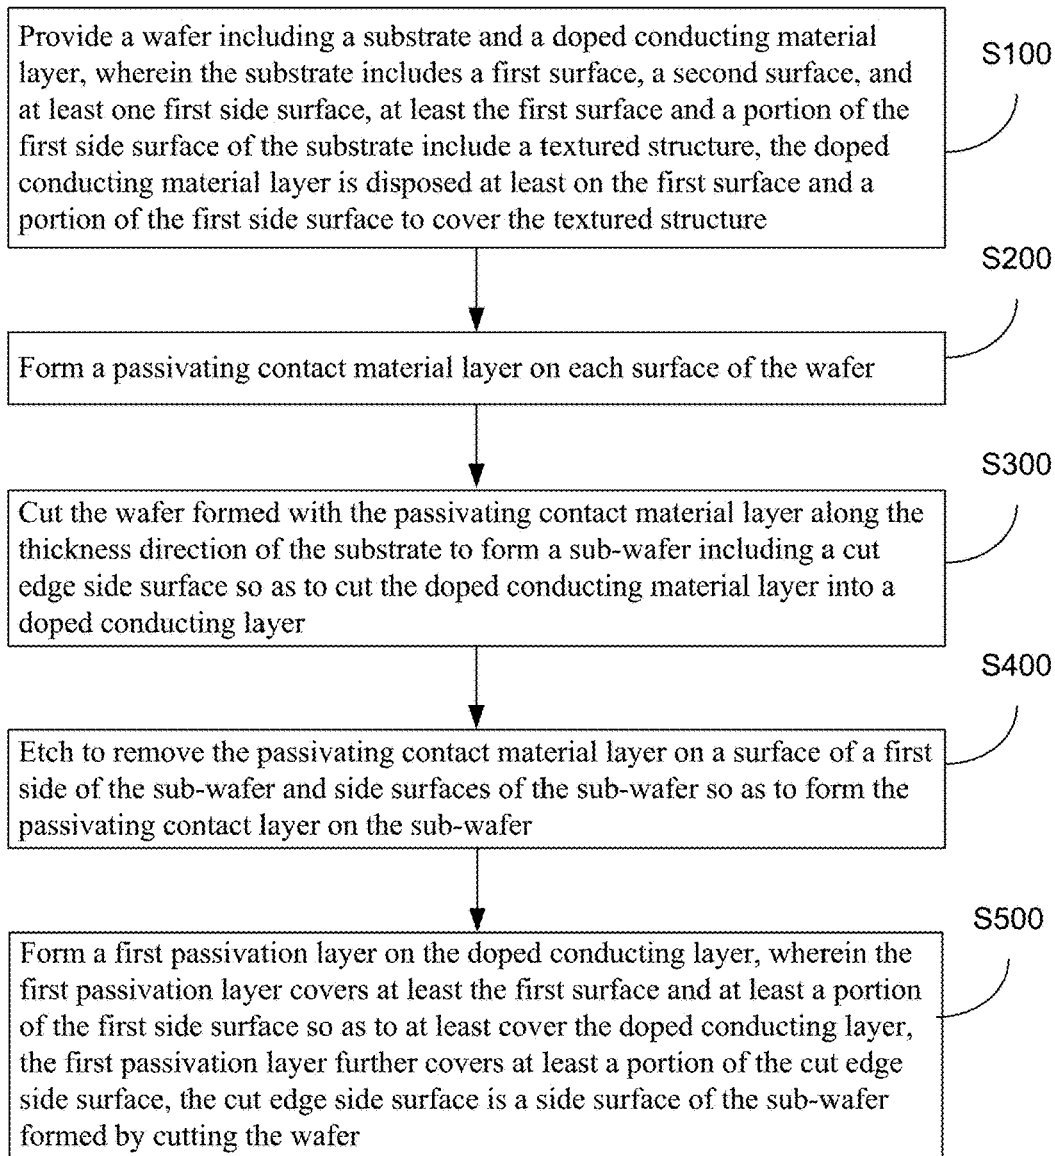 Provide a wafer including a substrate and a doped conducting material
layer, wherein the substrate includes a first surface, a second surface, and
at least one first side surface, at least the first surface and a portion of the
first side surface of the substrate include a textured structure, the doped
conducting material layer is disposed at least on the first surface and a
portion of the first side surface to cover the textured structure
S100
S200
Form a passivating contact material layer on each surface of the wafer
S300
Cut the wafer formed with the passivating contact material layer along the
thickness direction of the substrate to form a sub-wafer including a cut
edge side surface so as to cut the doped conducting material layer into a
doped conducting layer
S400
Etch to remove the passivating contact material layer on a surface of a first
side of the sub-wafer and side surfaces of the sub-wafer so as to form the
passivating contact layer on the sub-wafer
S500
Form a first passivation layer on the doped conducting layer, wherein the
first passivation layer covers at least the first surface and at least a portion
of the first side surface so as to at least cover the doped conducting layer,
the first passivation layer further covers at least a portion of the cut edge
side surface, the cut edge side surface is a side surface of the sub-wafer
formed by cutting the wafer